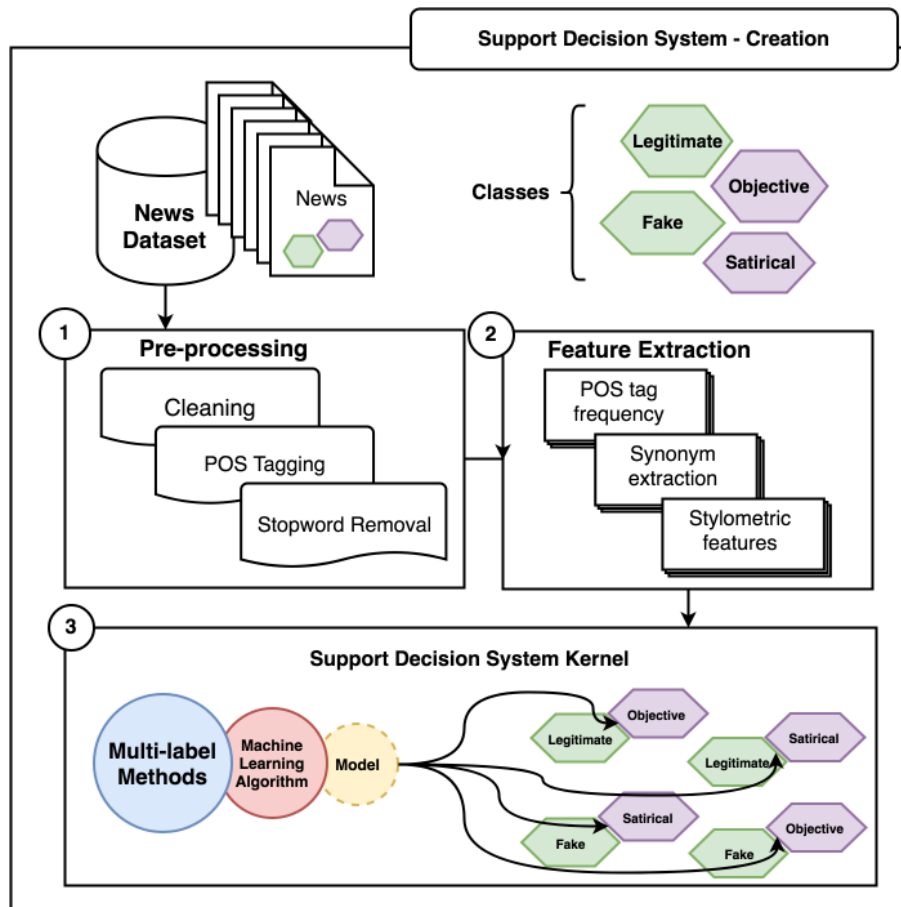 Support Decision System - Creation
News
Dataset
News
Classes
Legitimate
Objective
Fake
Satirical
1
Pre-processing
Cleaning
POS Tagging
Stopword Removal
2
Feature Extraction
POS tag
frequency
Synonym
extraction
Stylometric
features
3
Support Decision System Kernel
Multi-label
Methods
Machine
Learning
Algorithm
Model
Legitimate
Objective
Legitimate
Satirical
Fake
Satirical
Fake
Objective